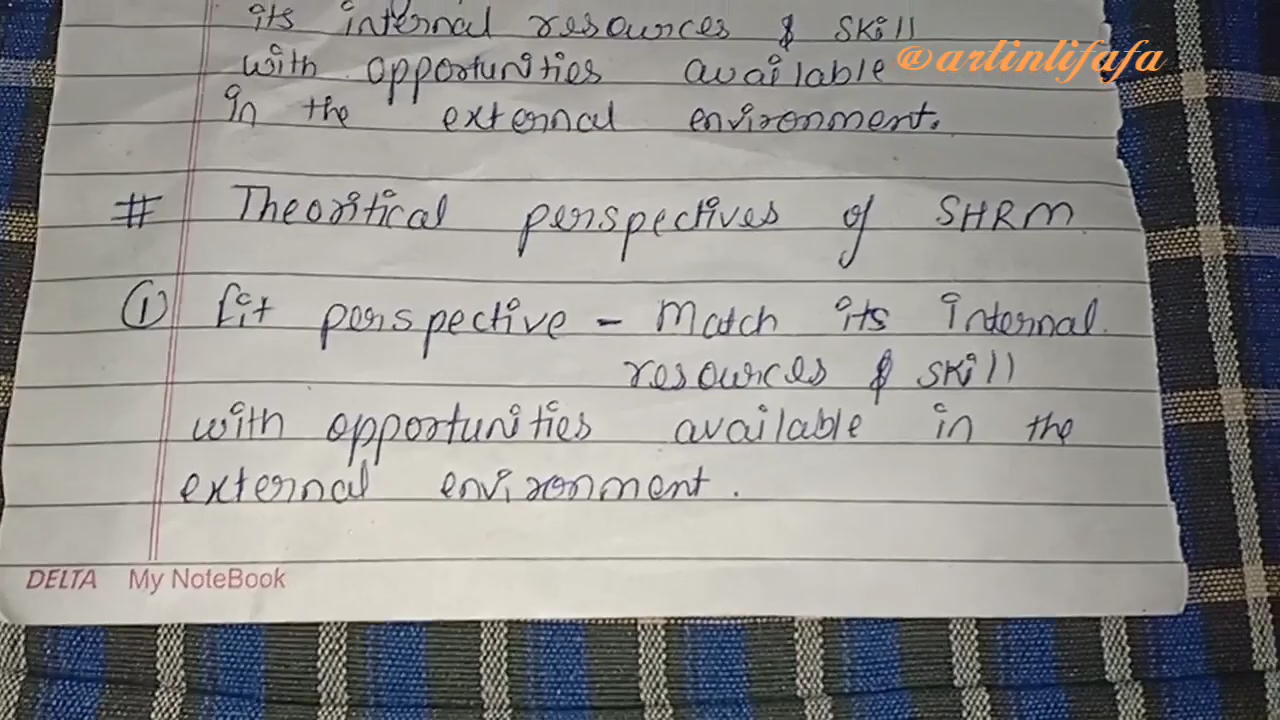 its internal resources & skill
@artinlifafa
with opportunities available
in the external environment.
# Theoritical perspectives of SHRM
① fit perspective - Match its internal
resources & skill
with opportunities available in the
external environment.
DELTA My NoteBook